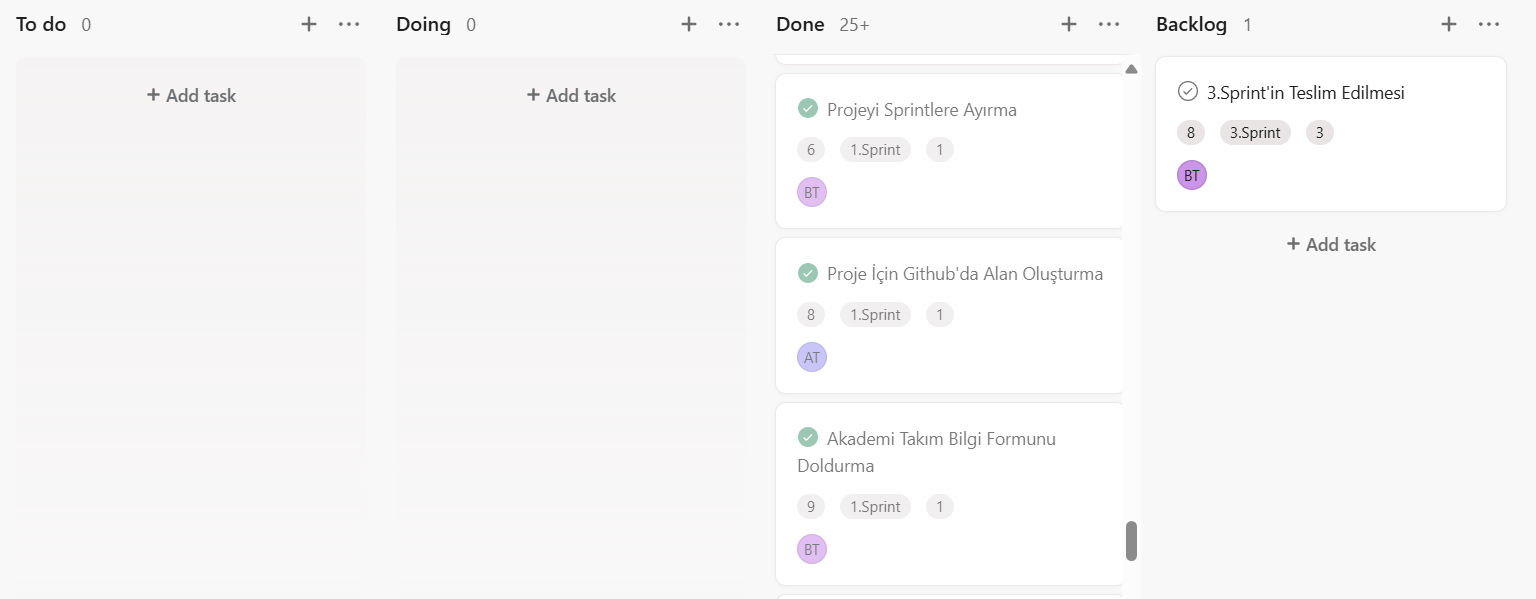 To do 0
+ Add task
Doing 0
+ Add task
Done 25+
Projeyi Sprintlere Ayırma
6 1.Sprint 1
BT
Proje İçin Github'da Alan Oluşturma
8 1.Sprint 1
AT
Akademi Takım Bilgi Formunu
Doldurma
9 1.Sprint 1
BT
Backlog 1
3.Sprint'in Teslim Edilmesi
8 3.Sprint 3
BT
+ Add task